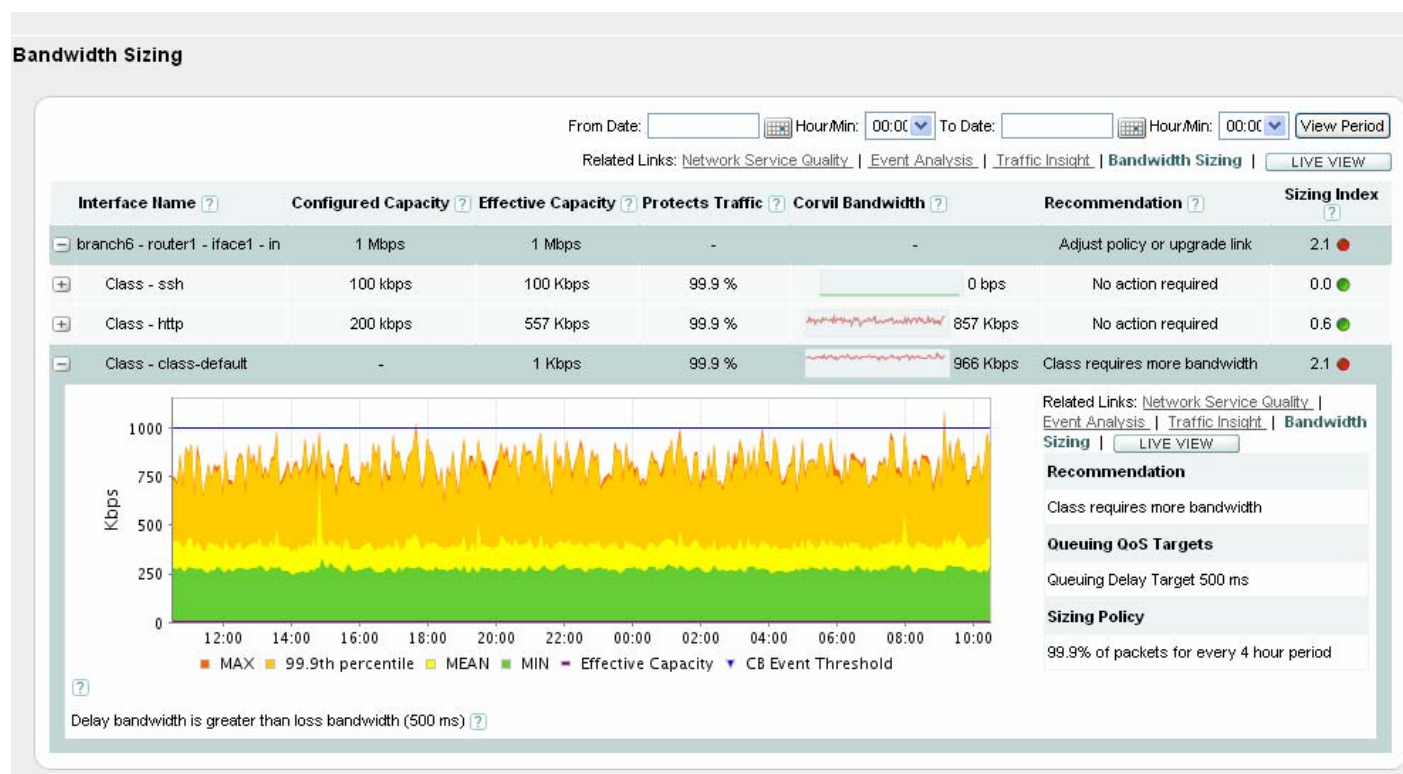 Bandwidth Sizing
From Date: Hour/Min: 00:00 To Date: Hour/Min: 00:00 View Period
Related Links: Network Service Quality | Event Analysis | Traffic Insight | Bandwidth Sizing | LIVE VIEW
Interface Name ? Configured Capacity ? Effective Capacity ? Protects Traffic ? Corvil Bandwidth ? Recommendation ? Sizing Index ?
branch6 - router1 - iface1 - in 1 Mbps 1 Mbps - - Adjust policy or upgrade link 2.1
Class - ssh 100 kbps 100 Kbps 99.9 % 0 bps No action required 0.0
Class - http 200 kbps 557 Kbps 99.9 % 857 Kbps No action required 0.6
Class - class-default - 1 Kbps 99.9 % 966 Kbps Class requires more bandwidth 2.1
Kbps
1000
750
500
250
0
12:00 14:00 16:00 18:00 20:00 22:00 00:00 02:00 04:00 06:00 08:00 10:00
MAX 99.9th percentile MEAN MIN Effective Capacity CB Event Threshold
?
Delay bandwidth is greater than loss bandwidth (500 ms) ?
Related Links: Network Service Quality |
Event Analysis | Traffic Insight | Bandwidth
Sizing | LIVE VIEW
Recommendation
Class requires more bandwidth
Queuing QoS Targets
Queuing Delay Target 500 ms
Sizing Policy
99.9% of packets for every 4 hour period